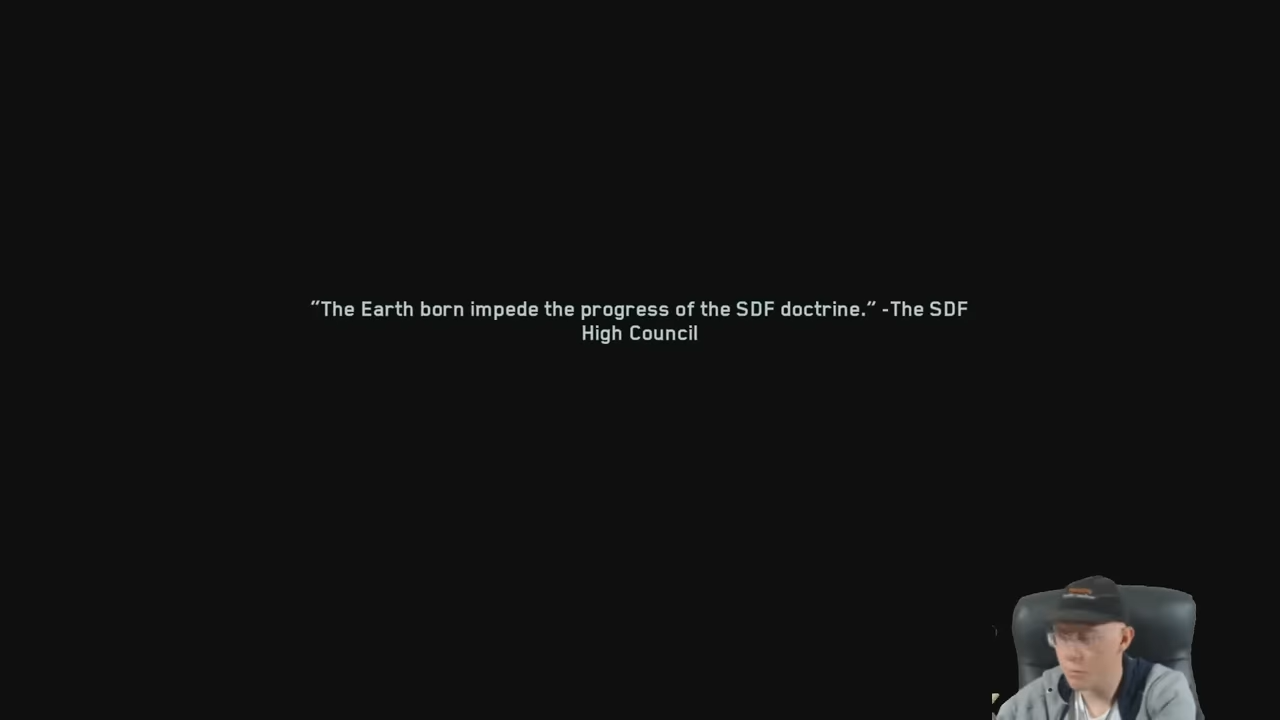 “The Earth born impede the progress of the SDF doctrine.” -The SDF
High Council